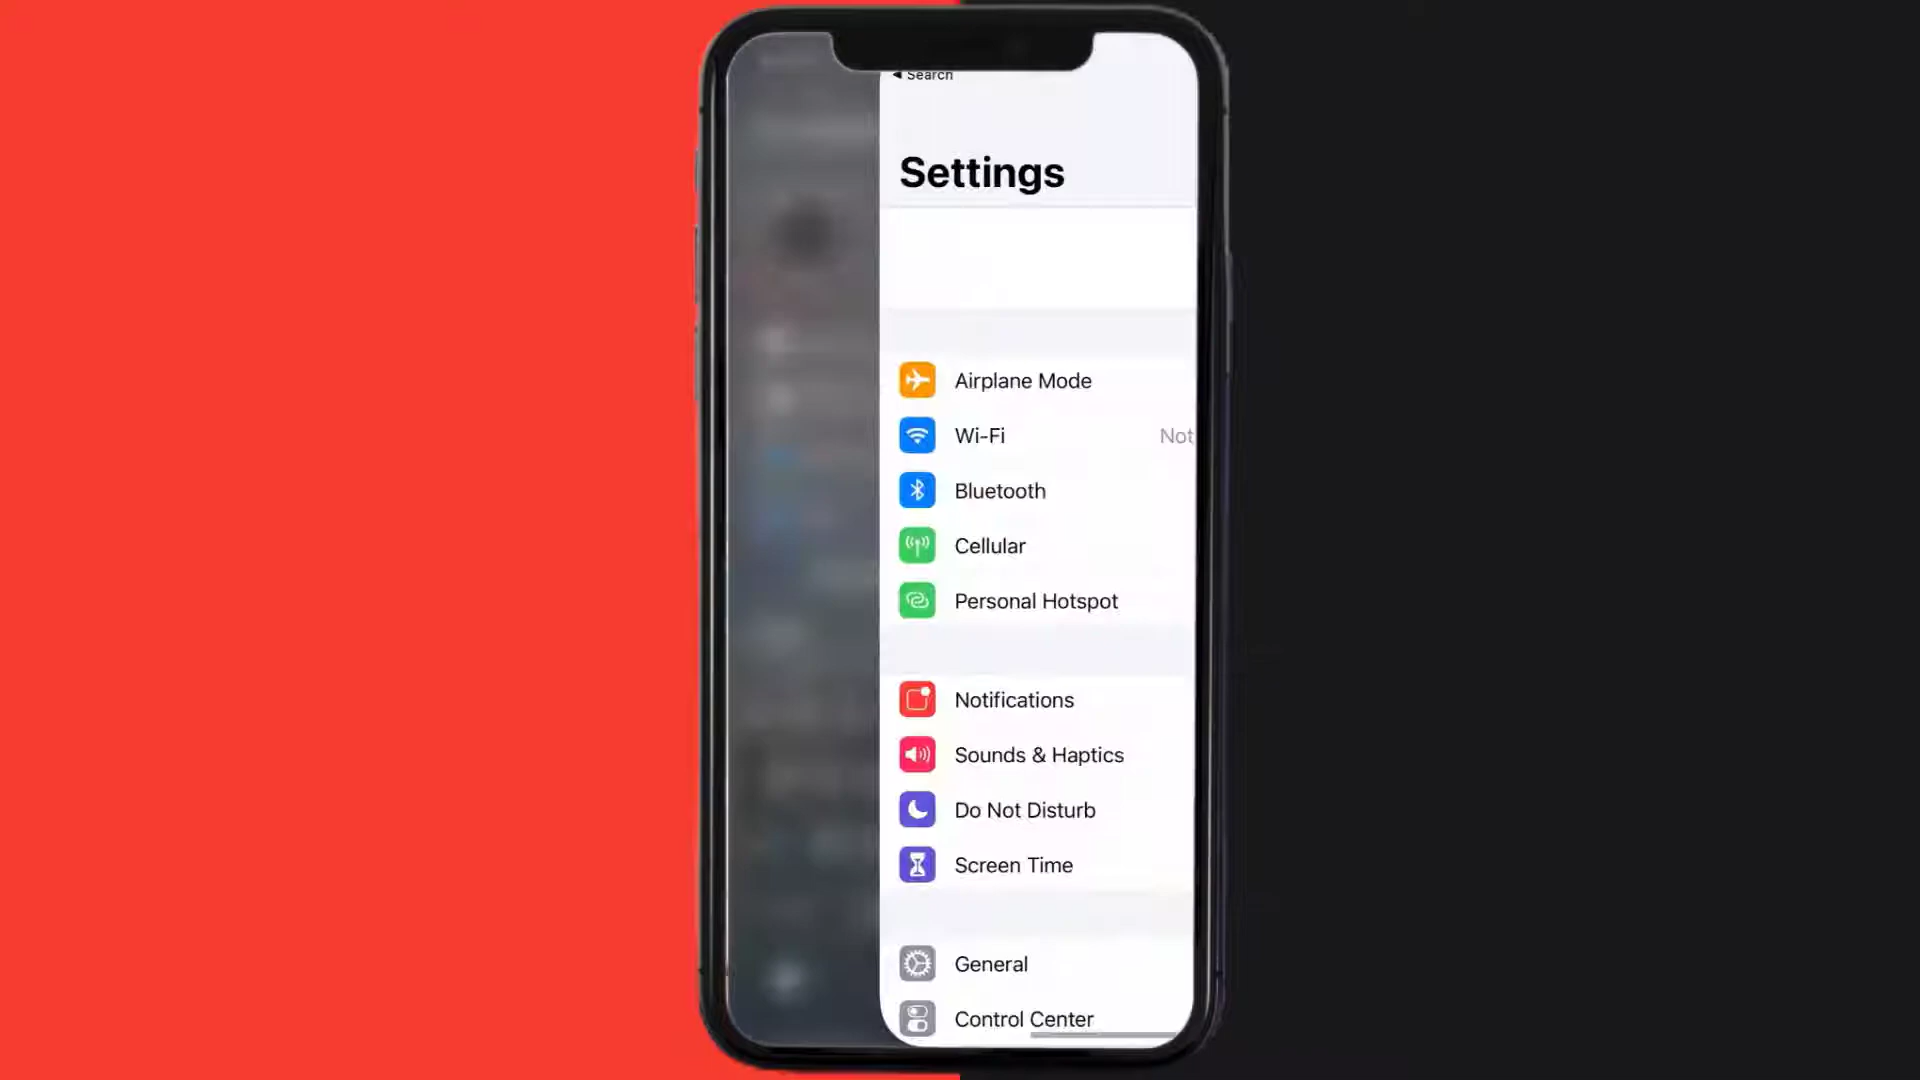 ◀ Search
Settings
Airplane Mode
Wi-Fi
Not
Bluetooth
Cellular
Personal Hotspot
Notifications
Sounds & Haptics
Do Not Disturb
Screen Time
General
Control Center